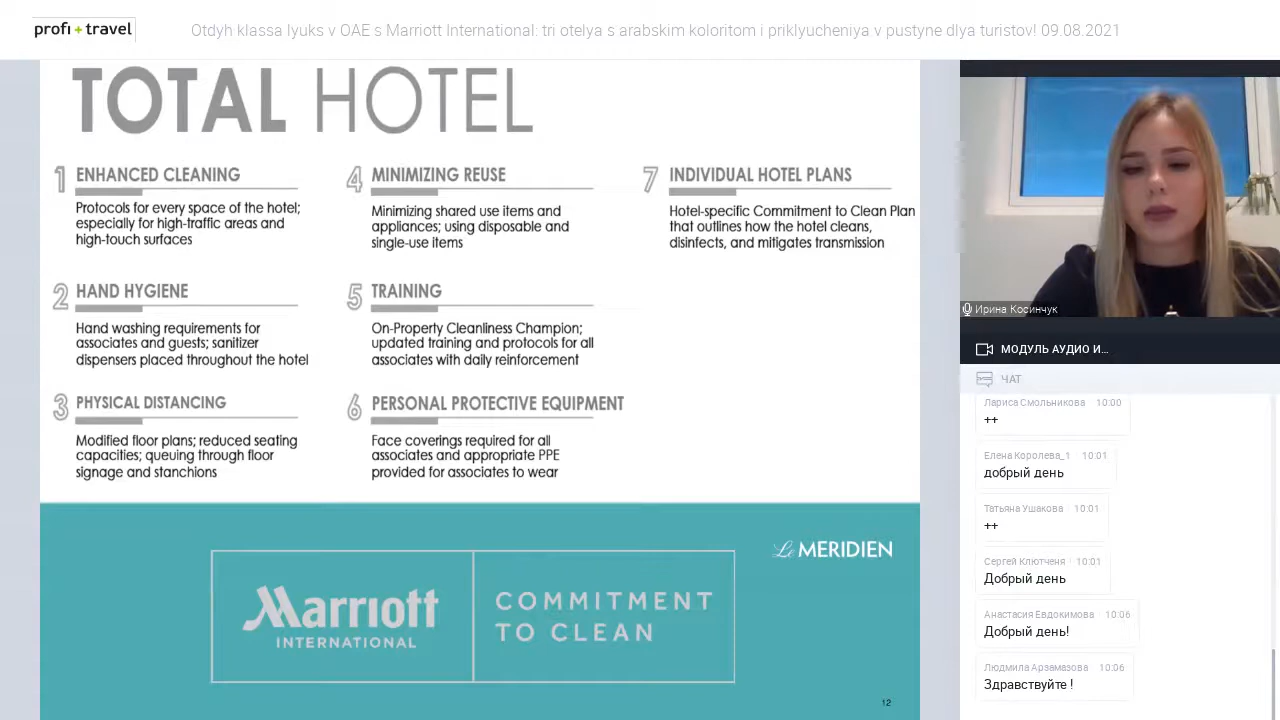 profi + travel
Otdyh klassa lyuks v OAE s Marriott International: tri otelya s arabskim koloritom i priklyucheniya v pustyne dlya turistov! 09.08.2021
TOTAL HOTEL
1 ENHANCED CLEANING
Protocols for every space of the hotel;
especially for high-traffic areas and
high-touch surfaces
2 HAND HYGIENE
Hand washing requirements for
associates and guests; sanitizer
dispensers placed throughout the hotel
3 PHYSICAL DISTANCING
Modified floor plans; reduced seating
capacities; queuing through floor
signage and stanchions
4 MINIMIZING REUSE
Minimizing shared use items and
appliances; using disposable and
single-use items
5 TRAINING
On-Property Cleanliness Champion;
updated training and protocols for all
associates with daily reinforcement
6 PERSONAL PROTECTIVE EQUIPMENT
Face coverings required for all
associates and appropriate PPE
provided for associates to wear
7 INDIVIDUAL HOTEL PLANS
Hotel-specific Commitment to Clean Plan
that outlines how the hotel cleans,
disinfects, and mitigates transmission
Le MERIDIEN
Marriott
INTERNATIONAL
COMMITMENT
TO CLEAN
12
Ирина Косинчук
МОДУЛЬ АУДИО И...
ЧАТ
Лариса Смольникова 10:00
++
Елена Королева_1 10:01
добрый день
Татьяна Ушакова 10:01
++
Сергей Клютченя 10:01
Добрый день
Анастасия Евдокимова 10:06
Добрый день!
Людмила Арзамазова 10:06
Здравствуйте !